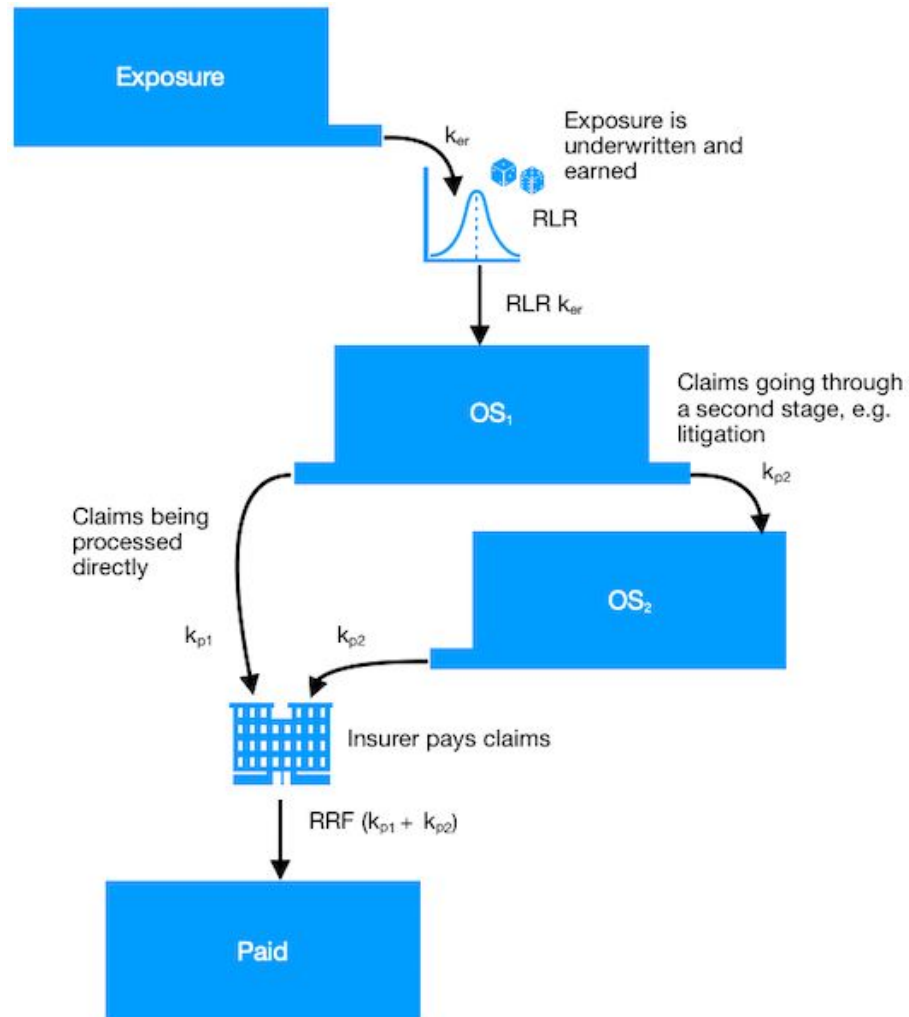 Exposure
k_er
Exposure is
underwritten and
earned
RLR
RLR k_er
OS₁
Claims going through
a second stage, e.g.
litigation
k_p2
Claims being
processed
directly
OS₂
k_p1
k_p2
Insurer pays claims
RRF (k_p1 + k_p2)
Paid